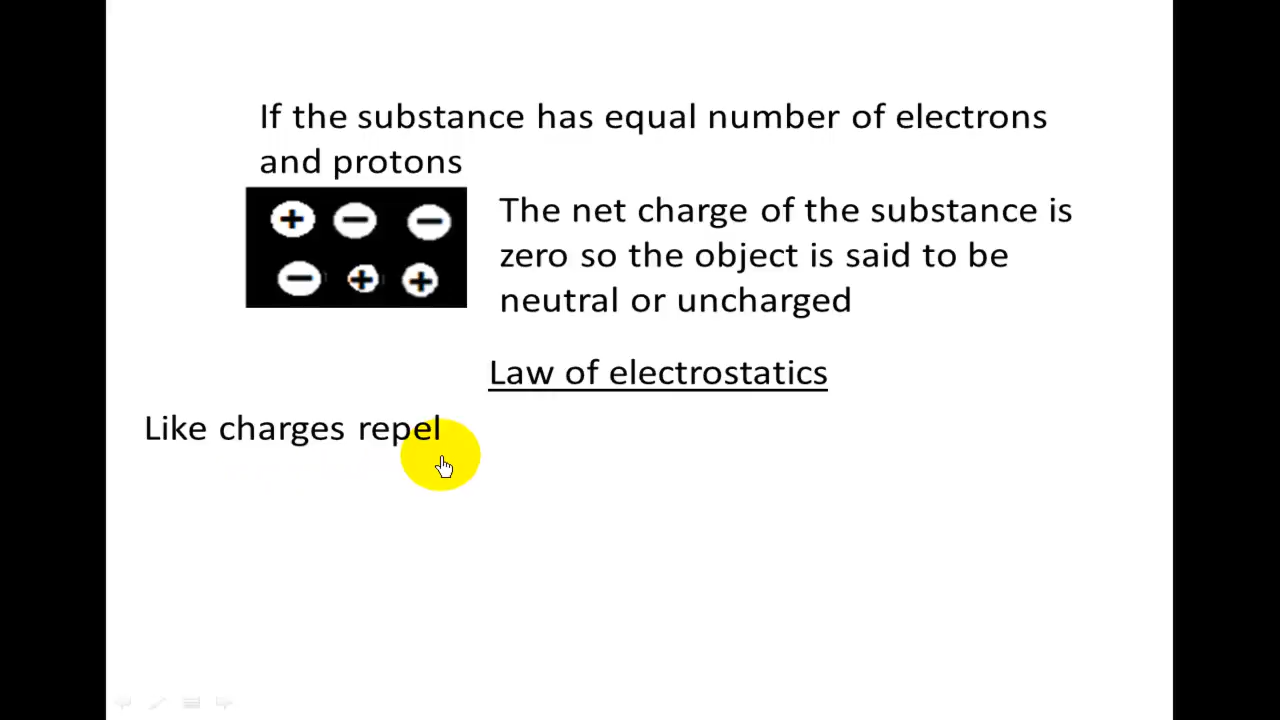 If the substance has equal number of electrons
and protons
+ − −
− + +
The net charge of the substance is
zero so the object is said to be
neutral or uncharged
Law of electrostatics
Like charges repel